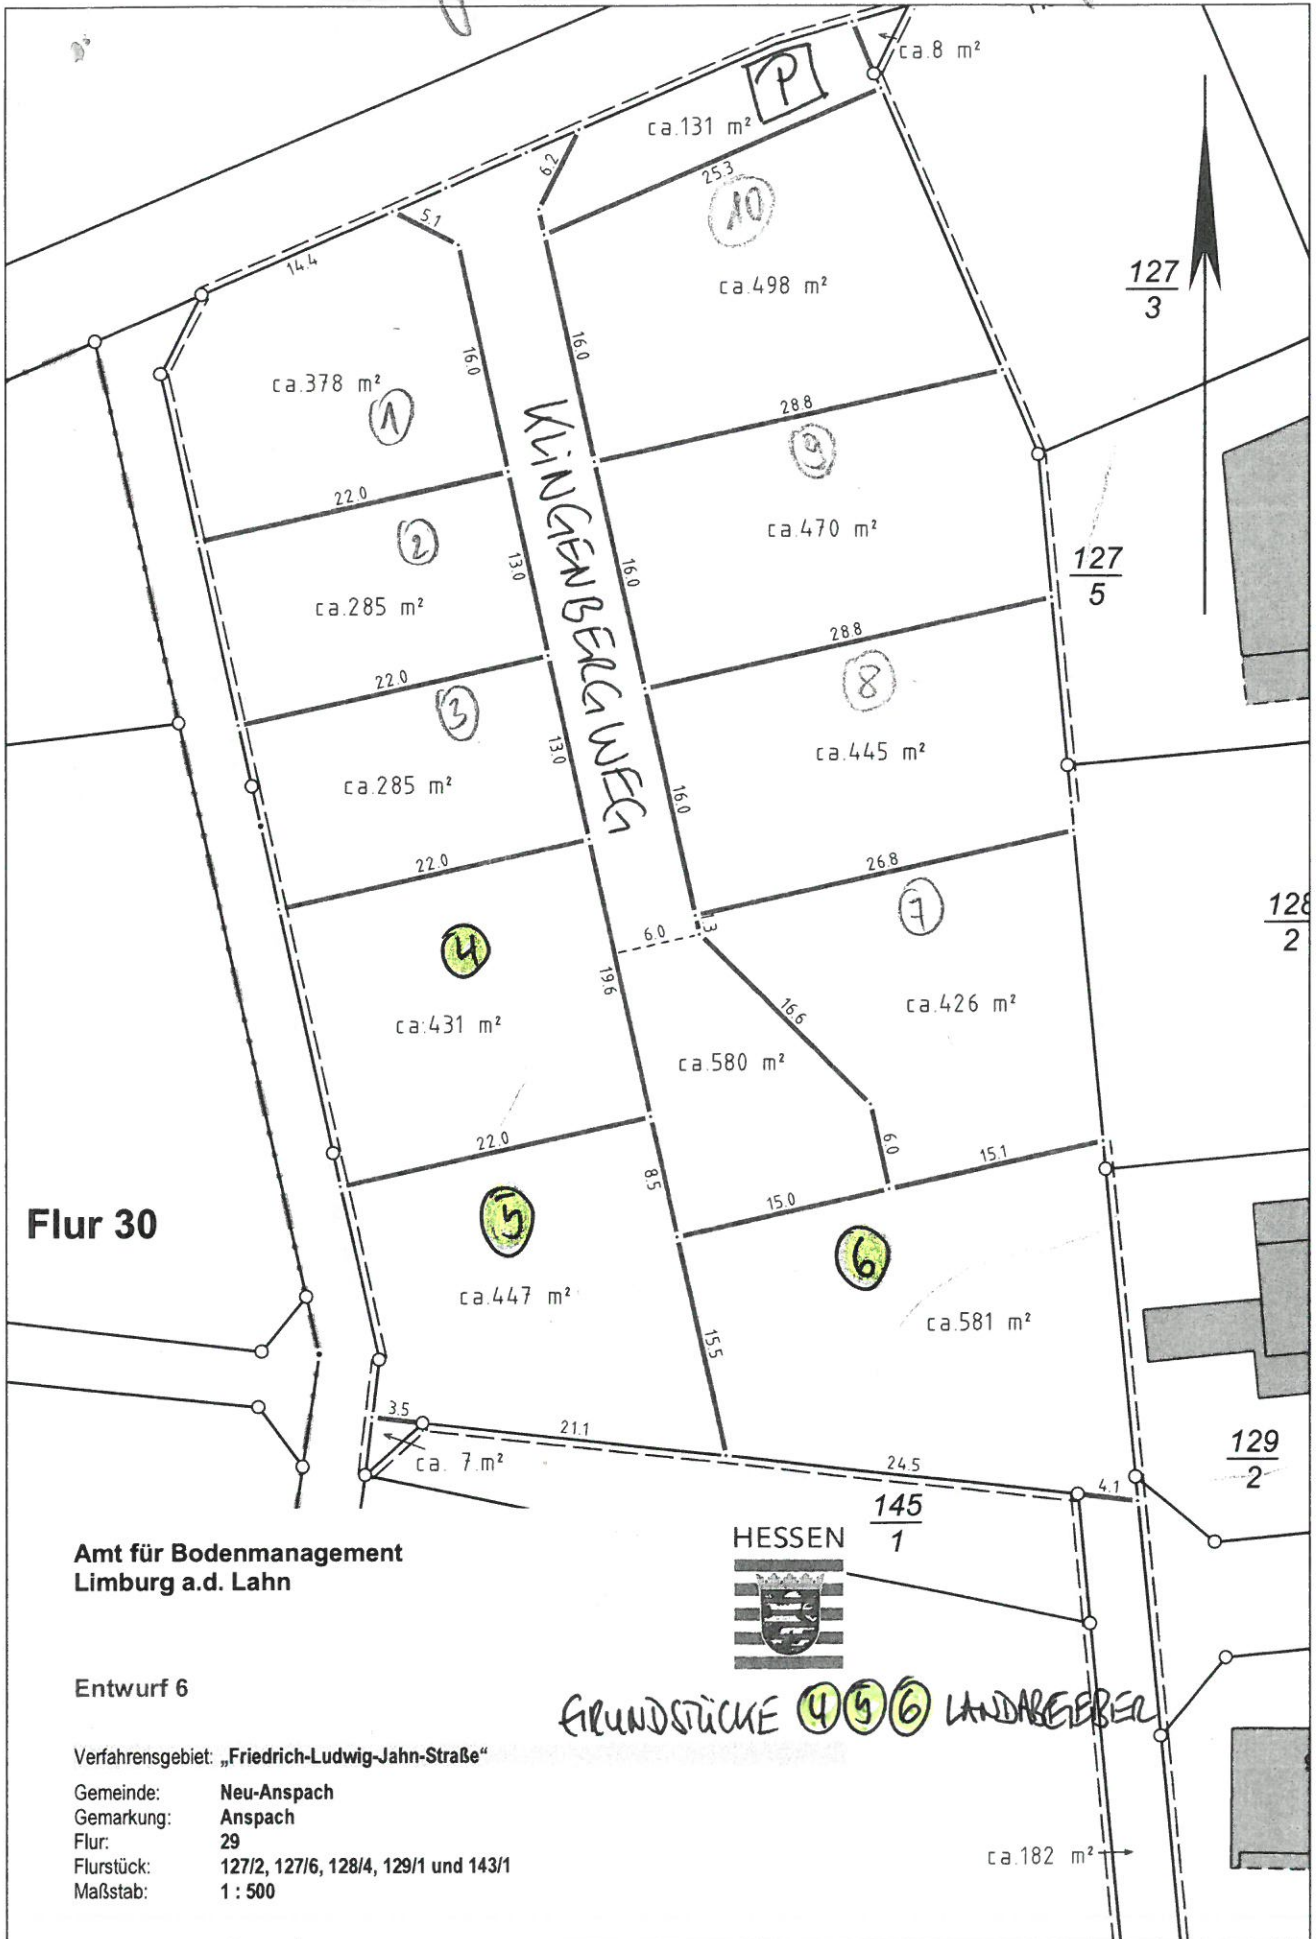 ca.8 m²
P
ca.131 m²
6.2
25.3
10
5.1
14.4
ca.498 m²
127
3
16.0
16.0
ca.378 m²
1
28.8
9
KLINGENBERGWEG
22.0
2
ca.470 m²
13.0
16.0
127
5
ca.285 m²
28.8
8
22.0
3
ca.445 m²
13.0
ca.285 m²
16.0
22.0
26.8
7
128
2
1.3
4
6.0
19.6
ca.431 m²
16.6
ca.426 m²
ca.580 m²
22.0
6.0
15.1
8.5
15.0
Flur 30
5
6
ca.447 m²
ca.581 m²
15.5
3.5
21.1
ca. 7.m²
24.5
4.1
129
2
145
1
HESSEN
Amt für Bodenmanagement
Limburg a.d. Lahn
Entwurf 6
GRUNDSTÜCKE 4 5 6 LANDABGEBER
Verfahrensgebiet: „Friedrich-Ludwig-Jahn-Straße“
Gemeinde: Neu-Anspach
Gemarkung: Anspach
Flur: 29
Flurstück: 127/2, 127/6, 128/4, 129/1 und 143/1
Maßstab: 1 : 500
ca.182 m²